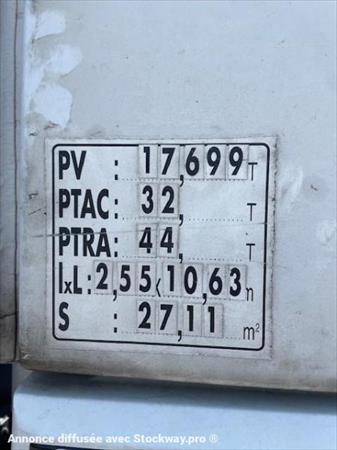 PV : 17,699 T
PTAC : 32, T
PTRA : 44, T
lxL : 2,55x10,63 m
S : 27,11 m²
Annonce diffusée avec Stockway.pro ®